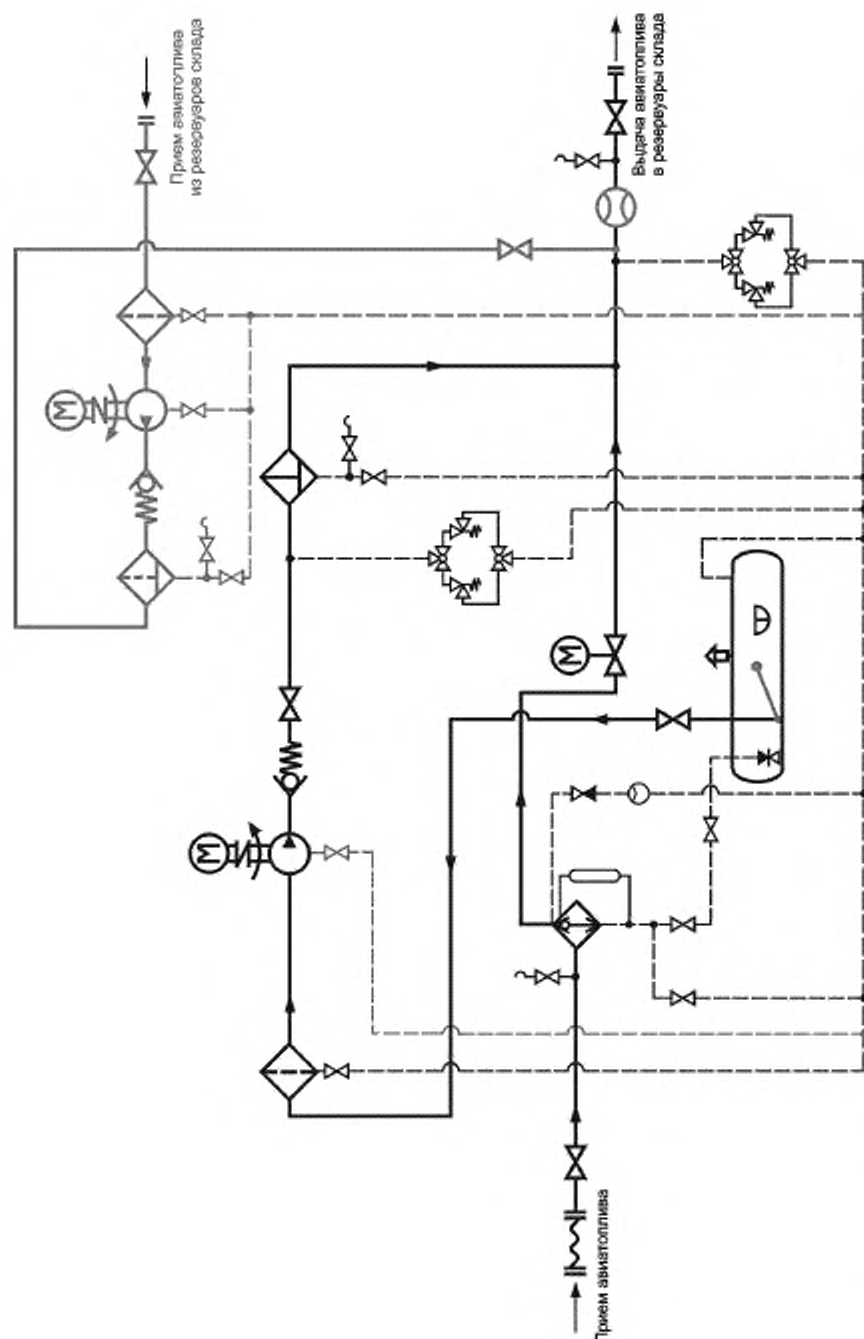 Прием авиатоплива
из резервуаров склада
Выдача авиатоплива
в резервуары склада
M
M
M
Прием авиатоплива